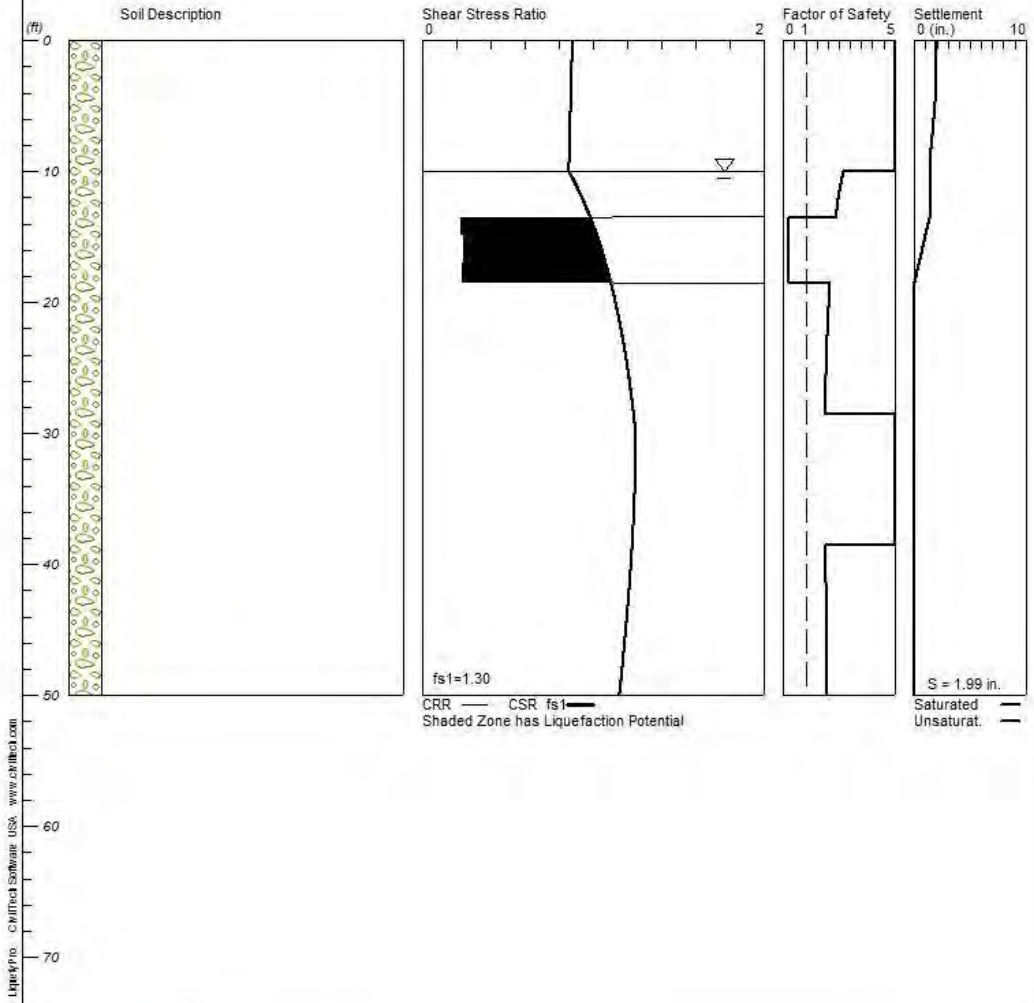 Soil Description
Shear Stress Ratio
Factor of Safety
Settlement
(ft)
0 2
0 1 5
0 (in.) 10
0
10
20
30
40
50
60
70
fs1=1.30
S = 1.99 in.
CRR CSR fs1
Shaded Zone has Liquefaction Potential
Saturated
Unsaturat.
LiquefyPro CivilTech Software USA www.civiltech.com